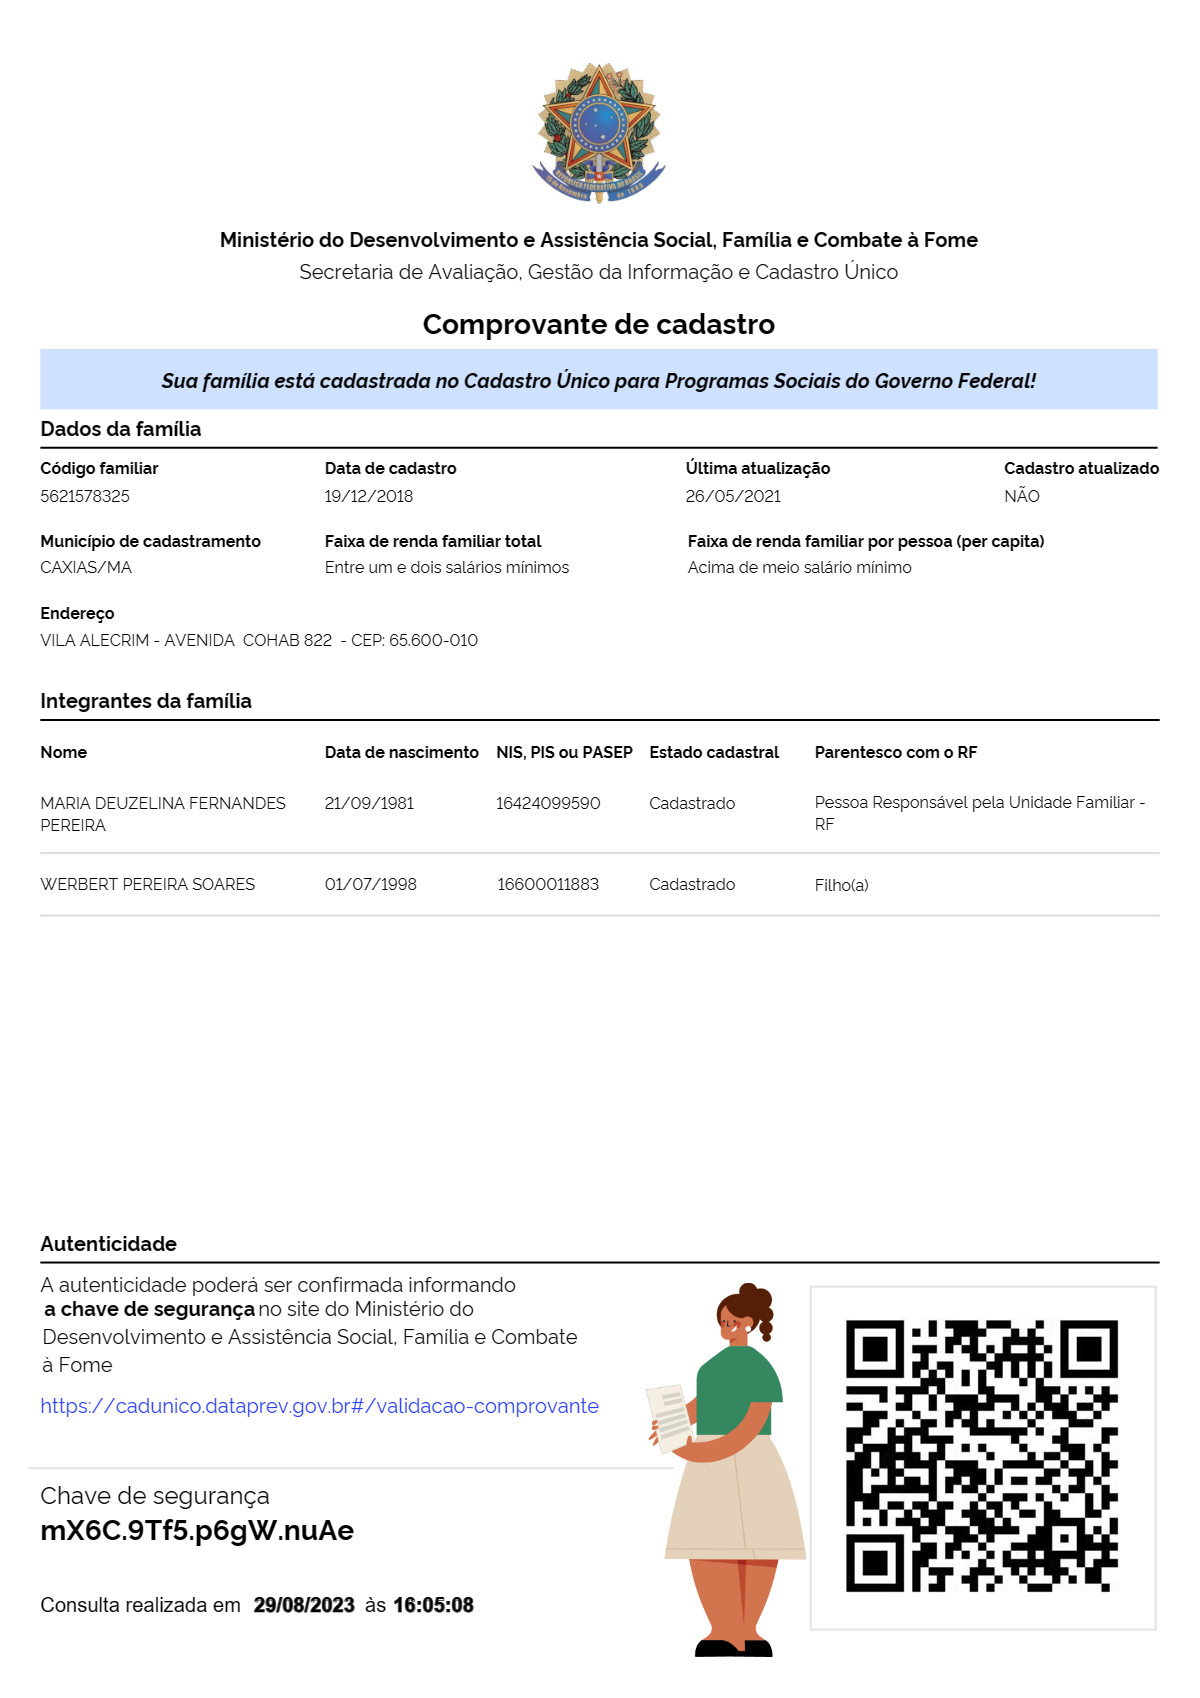 REPÚBLICA FEDERATIVA DO BRASIL
15 de Novembro de 1889
Ministério do Desenvolvimento e Assistência Social, Família e Combate à Fome
Secretaria de Avaliação, Gestão da Informação e Cadastro Único
Comprovante de cadastro
Sua família está cadastrada no Cadastro Único para Programas Sociais do Governo Federal!
Dados da família
Código familiar Data de cadastro Última atualização Cadastro atualizado
5621578325 19/12/2018 26/05/2021 NÃO
Município de cadastramento Faixa de renda familiar total Faixa de renda familiar por pessoa (per capita)
CAXIAS/MA Entre um e dois salários mínimos Acima de meio salário mínimo
Endereço
VILA ALECRIM - AVENIDA COHAB 822 - CEP: 65.600-010
Integrantes da família
Nome Data de nascimento NIS, PIS ou PASEP Estado cadastral Parentesco com o RF
MARIA DEUZELINA FERNANDES 21/09/1981 16424099590 Cadastrado Pessoa Responsável pela Unidade Familiar -
PEREIRA RF
WERBERT PEREIRA SOARES 01/07/1998 16600011883 Cadastrado Filho(a)
Autenticidade
A autenticidade poderá ser confirmada informando
a chave de segurança no site do Ministério do
Desenvolvimento e Assistência Social, Família e Combate
à Fome
https://cadunico.dataprev.gov.br#/validacao-comprovante
Chave de segurança
mX6C.9Tf5.p6gW.nuAe
Consulta realizada em 29/08/2023 às 16:05:08